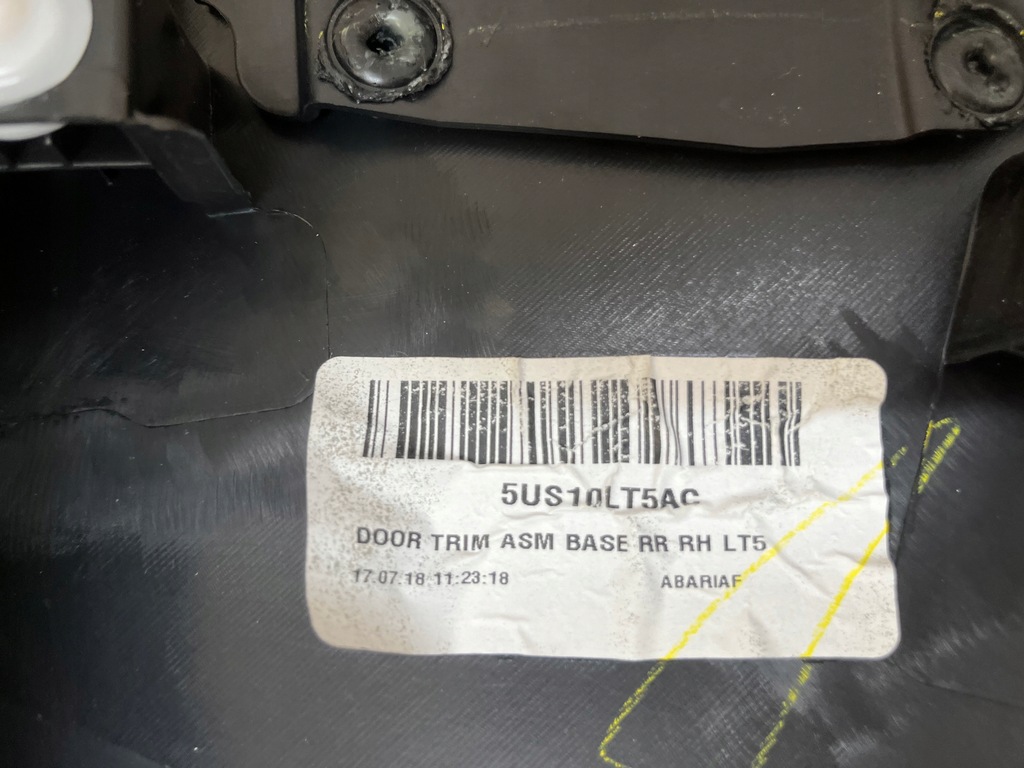 5US10LT5AC
DOOR TRIM ASM BASE RR RH LT5
17.07.18 11:23:18 ABARIAF